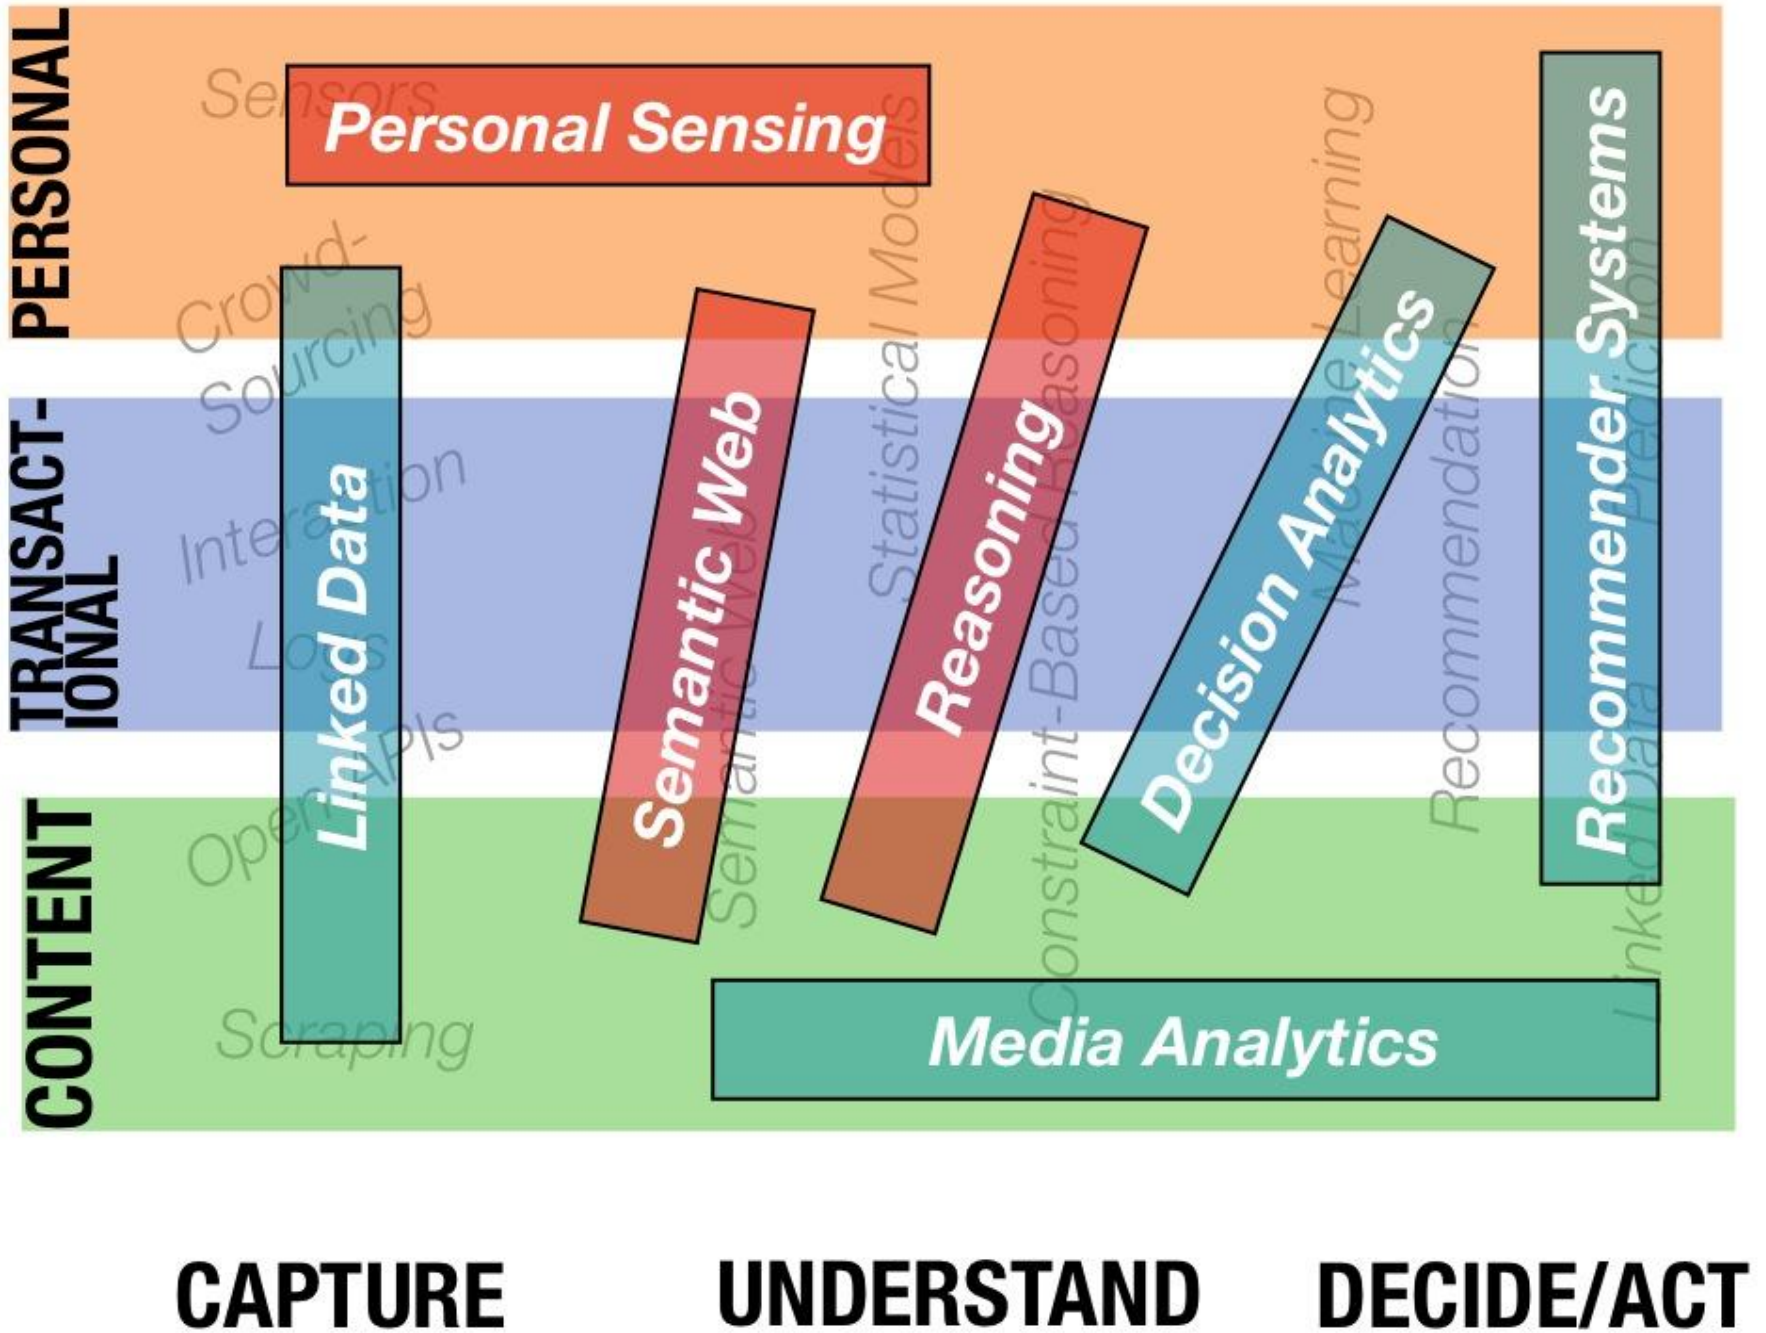 PERSONAL
TRANSACT-
IONAL
CONTENT
Sensors
Personal Sensing
Crowd-
Sourcing
Interaction
Logs
Open APIs
Scraping
Linked Data
Semantic Web
Semantic Web
Statistical Models
Reasoning
Constraint-Based Reasoning
Decision Analytics
Machine Learning
Recommendation
Recommender Systems
Prediction
Linked Data
Media Analytics
CAPTURE
UNDERSTAND
DECIDE/ACT